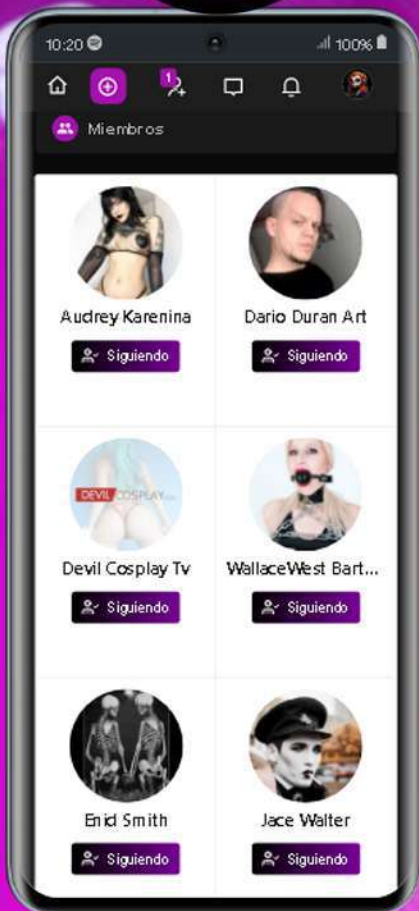 10:20
100%
1
Miembros
Audrey Karenina
Dario Duran Art
Siguiendo
Siguiendo
DEVIL COSPLAY
Devil Cosplay Tv
WallaceWest Bart...
Siguiendo
Siguiendo
Enid Smith
Jace Walter
Siguiendo
Siguiendo